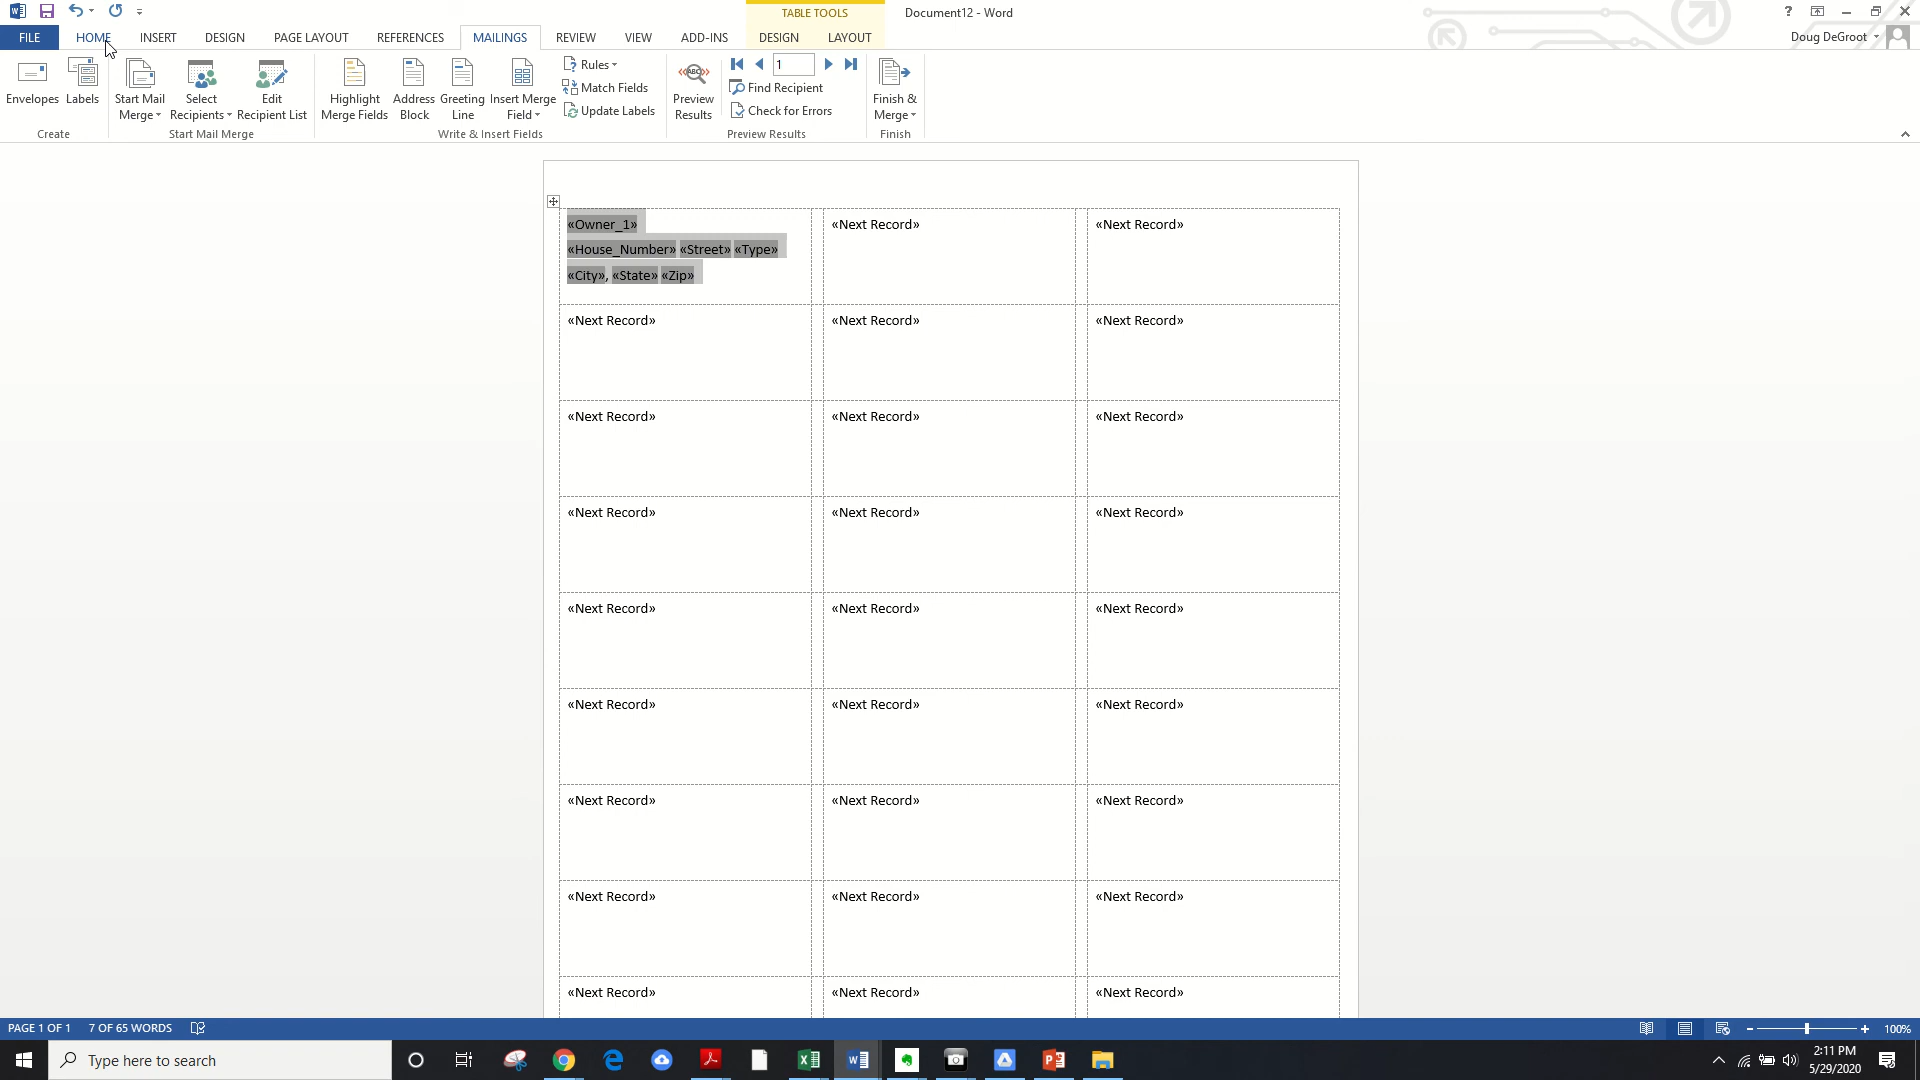 TABLE TOOLS
Document12 - Word
?
FILE HOME INSERT DESIGN PAGE LAYOUT REFERENCES MAILINGS REVIEW VIEW ADD-INS DESIGN LAYOUT
Doug DeGroot
Envelopes
Labels
Create
Start Mail
Merge
Select
Recipients
Edit
Recipient List
Start Mail Merge
Highlight
Merge Fields
Address
Block
Greeting
Line
Insert Merge
Field
Rules
Match Fields
Update Labels
Write & Insert Fields
ABC
Preview
Results
1
Find Recipient
Check for Errors
Preview Results
Finish &
Merge
Finish
«Owner_1»
«House_Number» «Street» «Type»
«City», «State» «Zip»
«Next Record» «Next Record»
«Next Record» «Next Record» «Next Record»
«Next Record» «Next Record» «Next Record»
«Next Record» «Next Record» «Next Record»
«Next Record» «Next Record» «Next Record»
«Next Record» «Next Record» «Next Record»
«Next Record» «Next Record» «Next Record»
«Next Record» «Next Record» «Next Record»
«Next Record» «Next Record» «Next Record»
PAGE 1 OF 1 7 OF 65 WORDS
100%
Type here to search
2:11 PM
5/29/2020